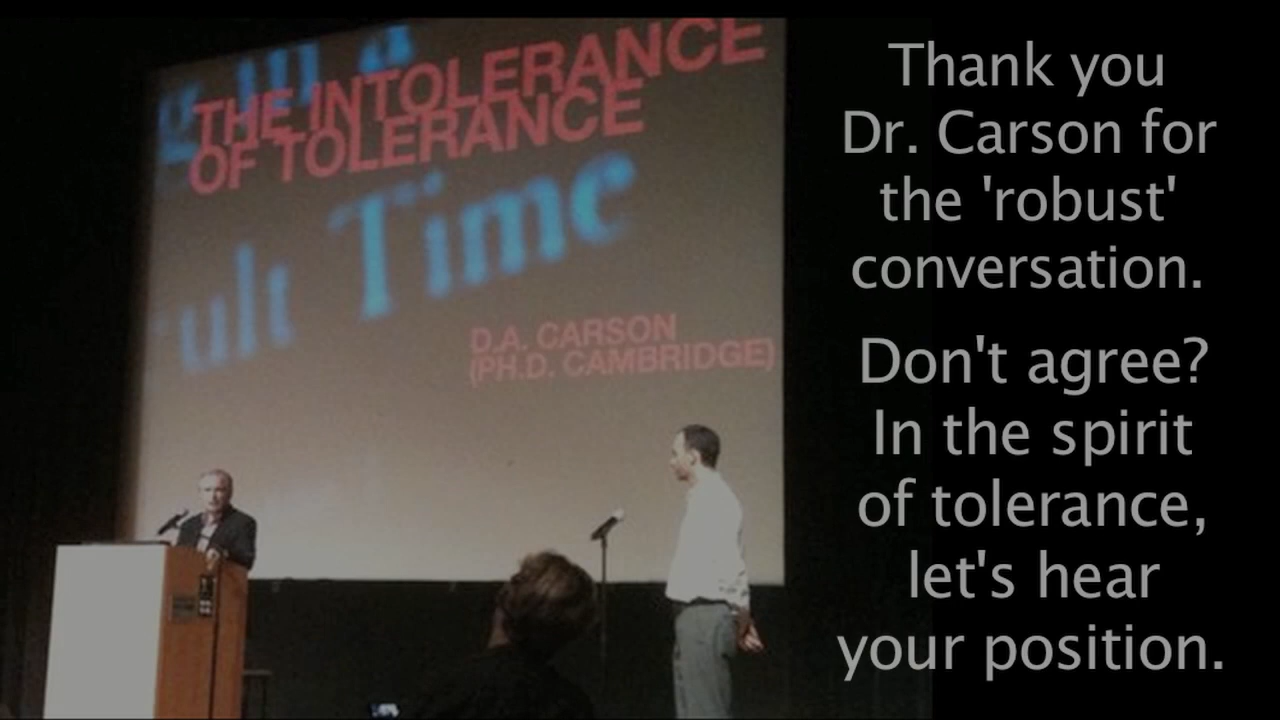 THE INTOLERANCE
OF TOLERANCE
ult Time
D.A. CARSON
(PH.D. CAMBRIDGE)
Thank you
Dr. Carson for
the 'robust'
conversation.
Don't agree?
In the spirit
of tolerance,
let's hear
your position.